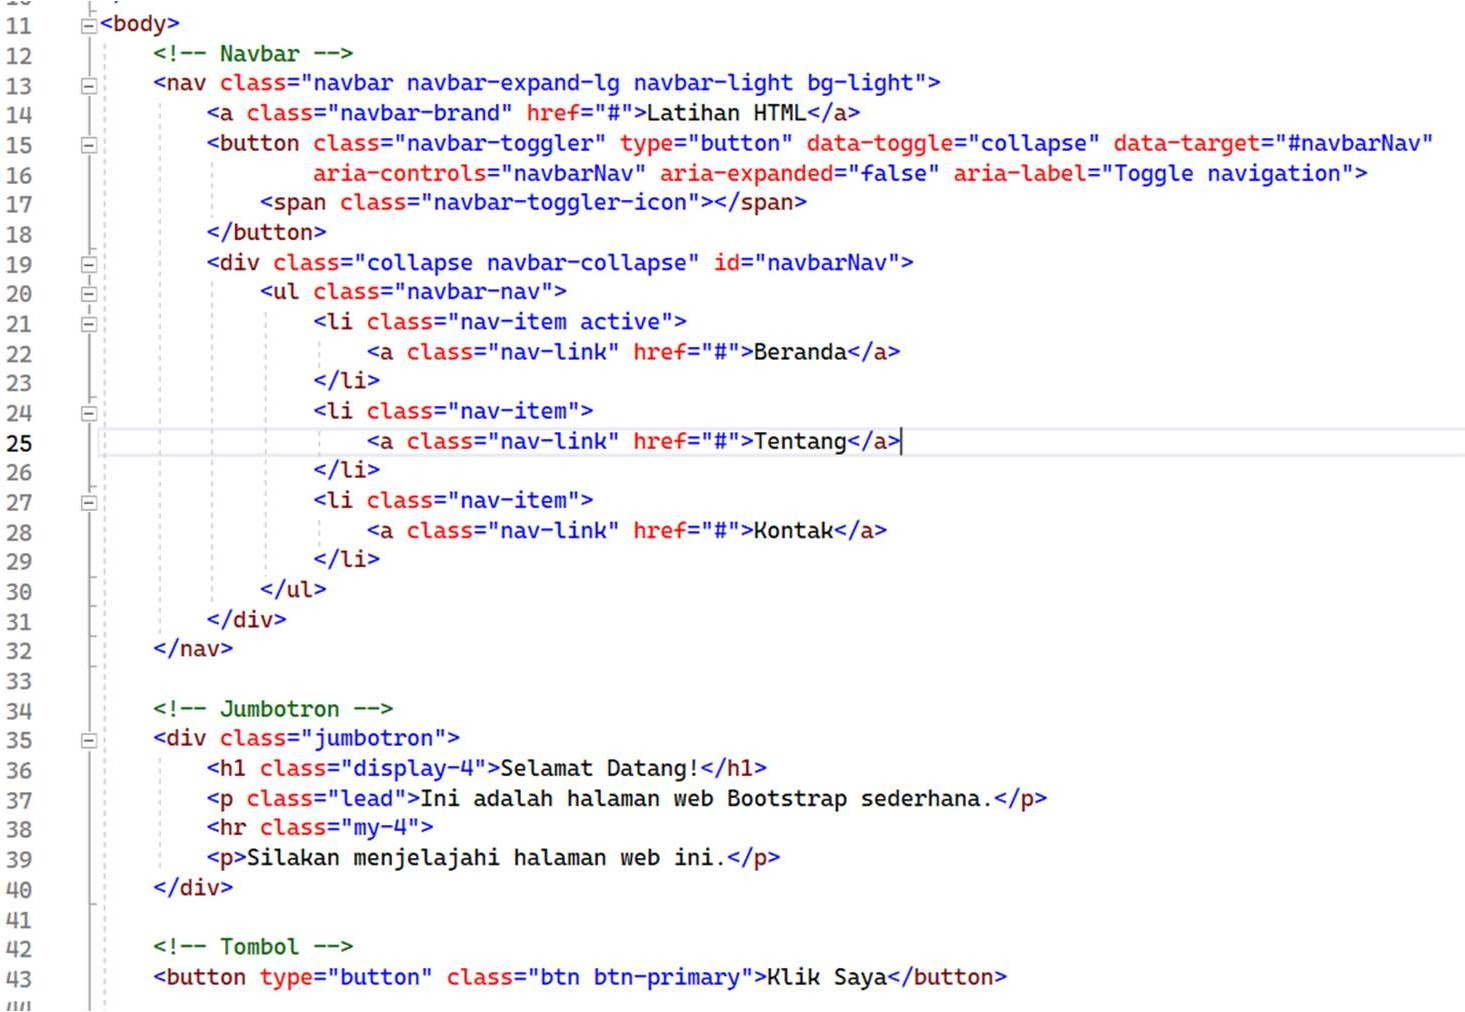 11 <body>
12 <!-- Navbar -->
13 <nav class="navbar navbar-expand-lg navbar-light bg-light">
14 <a class="navbar-brand" href="#">Latihan HTML</a>
15 <button class="navbar-toggler" type="button" data-toggle="collapse" data-target="#navbarNav"
16 aria-controls="navbarNav" aria-expanded="false" aria-label="Toggle navigation">
17 <span class="navbar-toggler-icon"></span>
18 </button>
19 <div class="collapse navbar-collapse" id="navbarNav">
20 <ul class="navbar-nav">
21 <li class="nav-item active">
22 <a class="nav-link" href="#">Beranda</a>
23 </li>
24 <li class="nav-item">
25 <a class="nav-link" href="#">Tentang</a>
26 </li>
27 <li class="nav-item">
28 <a class="nav-link" href="#">Kontak</a>
29 </li>
30 </ul>
31 </div>
32 </nav>
33
34 <!-- Jumbotron -->
35 <div class="jumbotron">
36 <h1 class="display-4">Selamat Datang!</h1>
37 <p class="lead">Ini adalah halaman web Bootstrap sederhana.</p>
38 <hr class="my-4">
39 <p>Silakan menjelajahi halaman web ini.</p>
40 </div>
41
42 <!-- Tombol -->
43 <button type="button" class="btn btn-primary">Klik Saya</button>